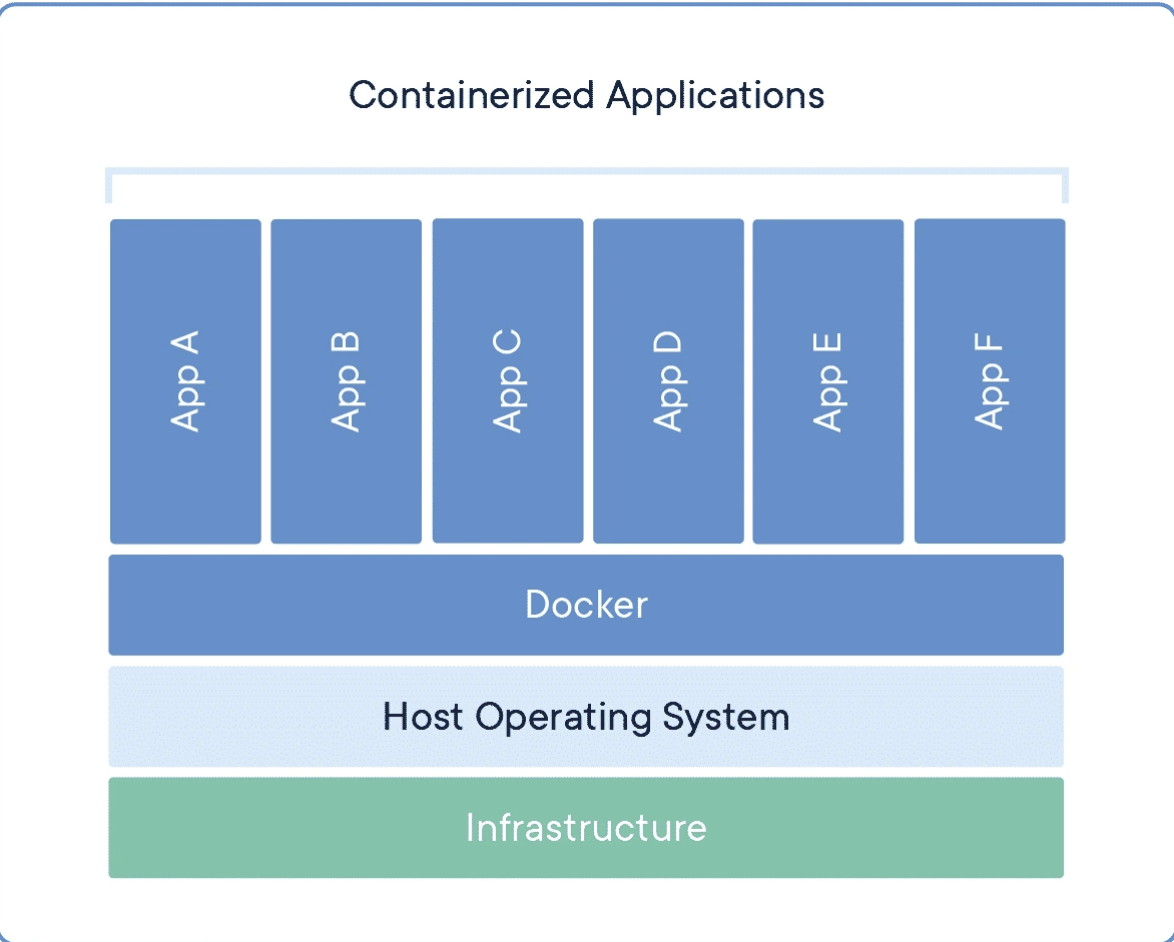 Containerized Applications
App A
App B
App C
App D
App E
App F
Docker
Host Operating System
Infrastructure